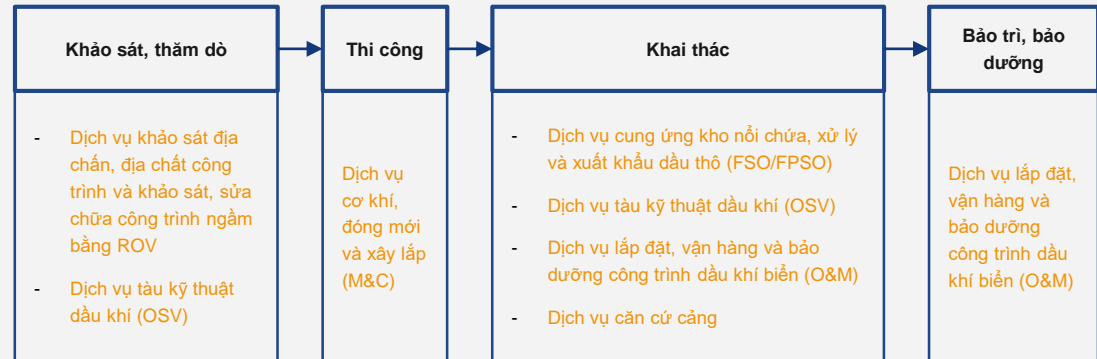 Khảo sát, thăm dò
- Dịch vụ khảo sát địa
chấn, địa chất công
trình và khảo sát, sửa
chữa công trình ngầm
bằng ROV
- Dịch vụ tàu kỹ thuật
dầu khí (OSV)
Thi công
Dịch vụ
cơ khí,
đóng mới
và xây lắp
(M&C)
Khai thác
- Dịch vụ cung ứng kho nổi chứa, xử lý
và xuất khẩu dầu thô (FSO/FPSO)
- Dịch vụ tàu kỹ thuật dầu khí (OSV)
- Dịch vụ lắp đặt, vận hàng và bảo
dưỡng công trình dầu khí biển (O&M)
- Dịch vụ căn cứ cảng
Bảo trì, bảo
dưỡng
Dịch vụ lắp đặt,
vận hàng và
bảo dưỡng
công trình dầu
khí biển (O&M)